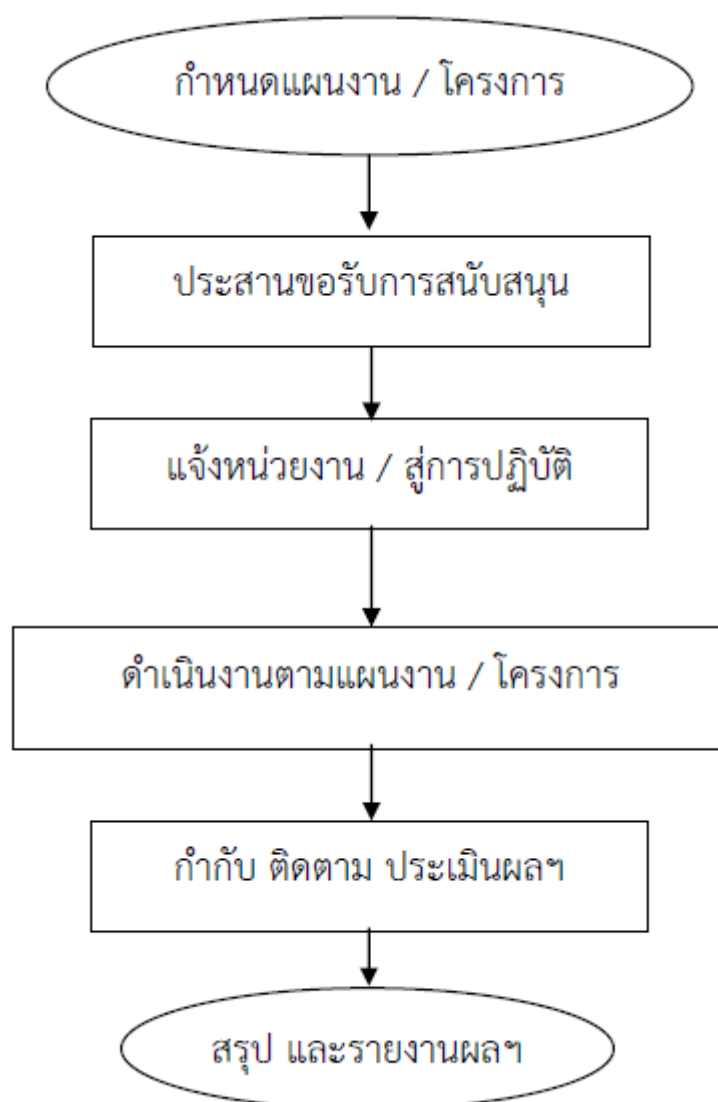 กำหนดแผนงาน / โครงการ
ประสานขอรับการสนับสนุน
แจ้งหน่วยงาน / สู่การปฏิบัติ
ดำเนินงานตามแผนงาน / โครงการ
กำกับ ติดตาม ประเมินผลฯ
สรุป และรายงานผลฯ